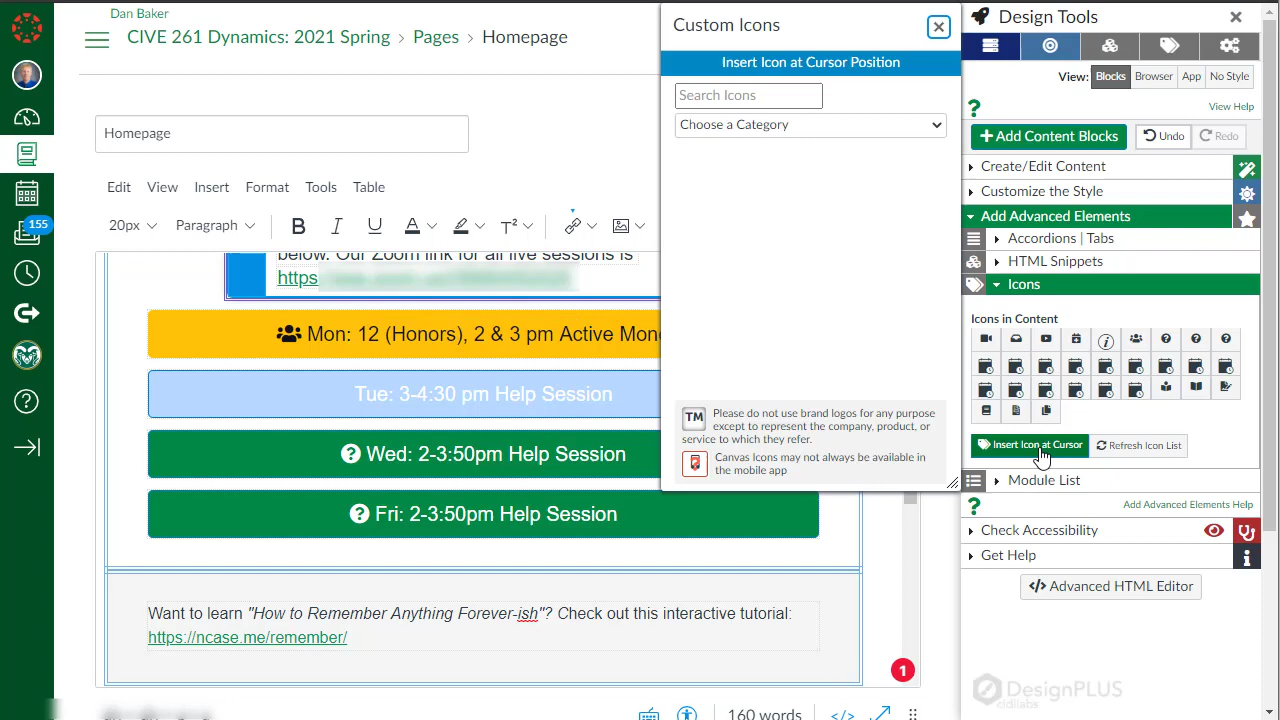 Dan Baker
CIVE 261 Dynamics: 2021 Spring > Pages > Homepage
155
Homepage
Edit View Insert Format Tools Table
20px Paragraph B I U A T²
below. Our Zoom link for all live sessions is
https
Mon: 12 (Honors), 2 & 3 pm Active Mon
Tue: 3-4:30 pm Help Session
Wed: 2-3:50pm Help Session
Fri: 2-3:50pm Help Session
Want to learn "How to Remember Anything Forever-ish"? Check out this interactive tutorial:
https://ncase.me/remember/
1
160 words </>
Custom Icons
Insert Icon at Cursor Position
Search Icons
Choose a Category
TM Please do not use brand logos for any purpose
except to represent the company, product, or
service to which they refer.
Canvas Icons may not always be available in
the mobile app
Design Tools
View: Blocks Browser App No Style
View Help
Add Content Blocks Undo Redo
Create/Edit Content
Customize the Style
Add Advanced Elements
Accordions | Tabs
HTML Snippets
Icons
Icons in Content
Insert Icon at Cursor Refresh Icon List
Module List
Add Advanced Elements Help
Check Accessibility
Get Help
</> Advanced HTML Editor
DesignPLUS
cidilabs